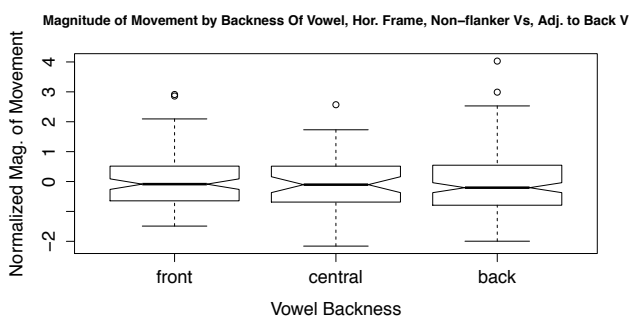 Magnitude of Movement by Backness Of Vowel, Hor. Frame, Non−flanker Vs, Adj. to Back V
Normalized Mag. of Movement
4
3
2
1
0
−2
front central back
Vowel Backness